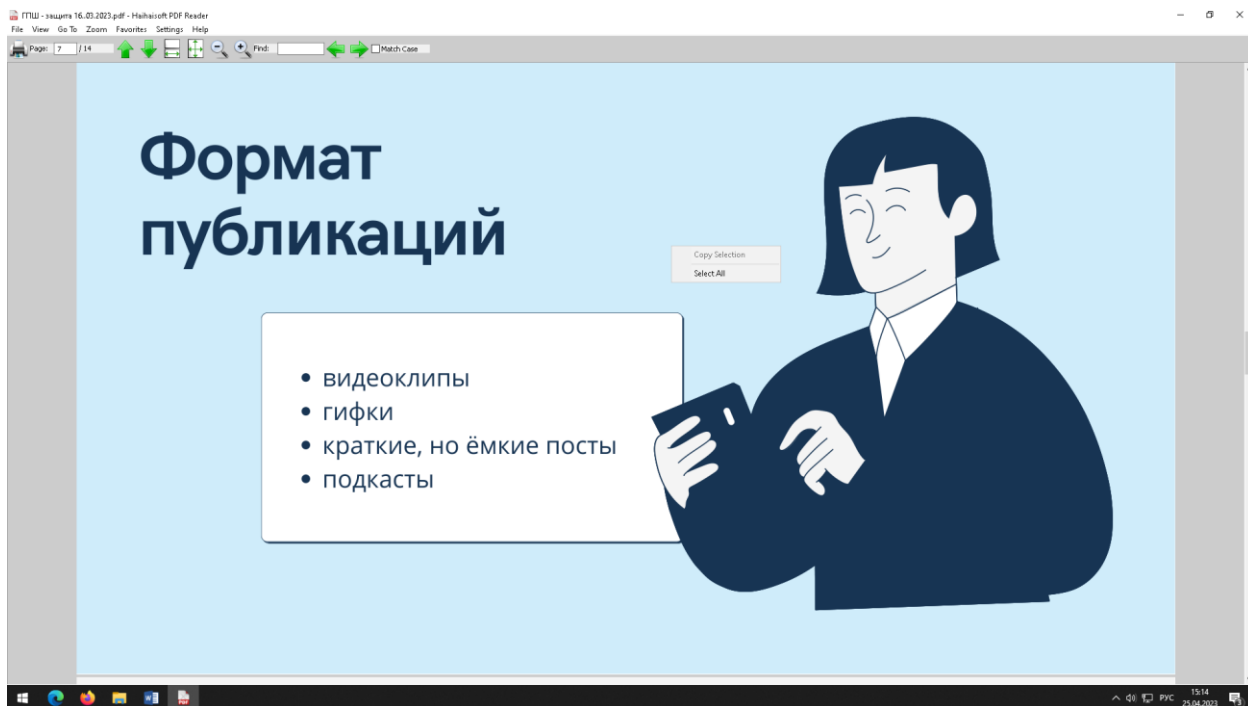 ГПШ - защита 16..03.2023.pdf - Haihaisoft PDF Reader
File View Go To Zoom Favorites Settings Help
Page: 7 / 14 Find: Match Case
Формат
публикаций
Copy Selection
Select All
• видеоклипы
• гифки
• краткие, но ёмкие посты
• подкасты
РУС 15:14
25.04.2023